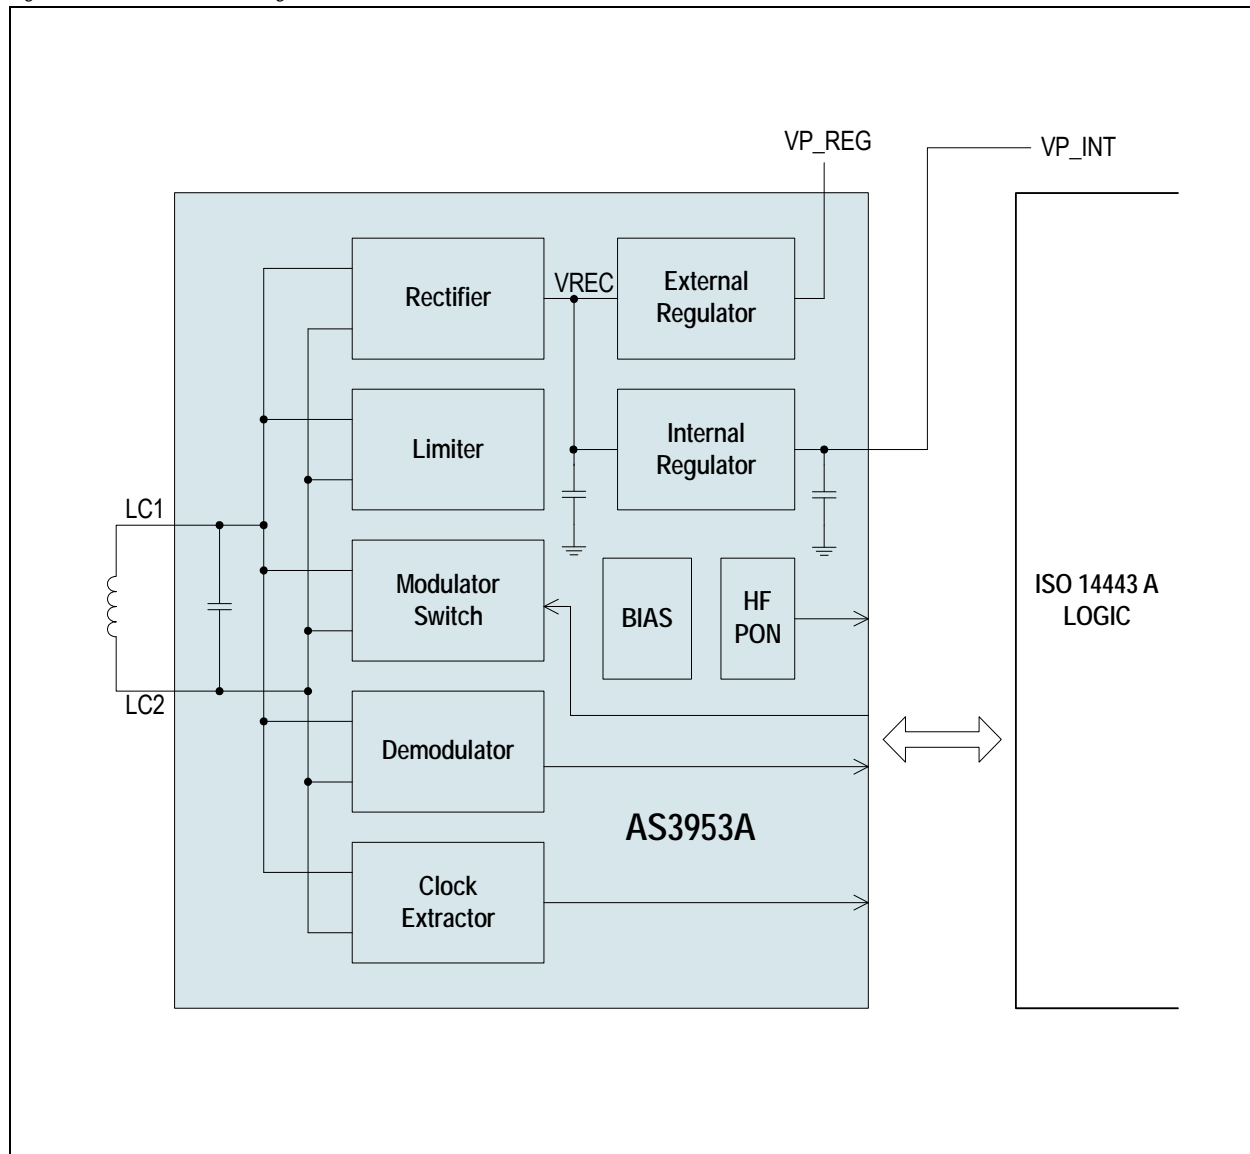 VP_REG
VP_INT
Rectifier
VREC
External
Regulator
Limiter
Internal
Regulator
LC1
LC2
Modulator
Switch
BIAS
HF
PON
ISO 14443 A
LOGIC
Demodulator
AS3953A
Clock
Extractor